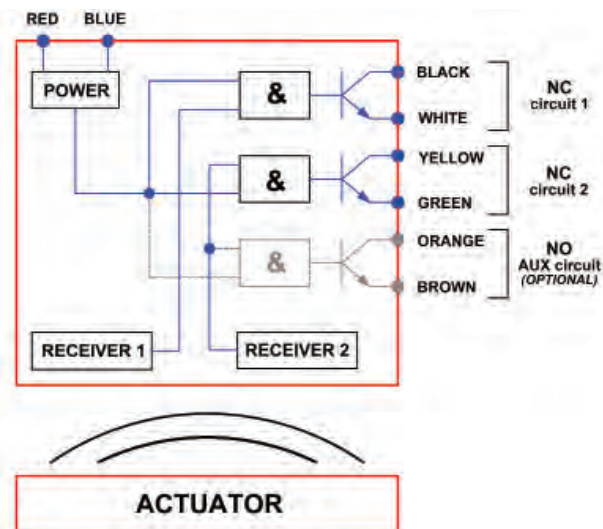 RED BLUE
POWER
&
BLACK
WHITE
NC
circuit 1
&
YELLOW
GREEN
NC
circuit 2
&
ORANGE
BROWN
NO
AUX circuit
(OPTIONAL)
RECEIVER 1
RECEIVER 2
ACTUATOR